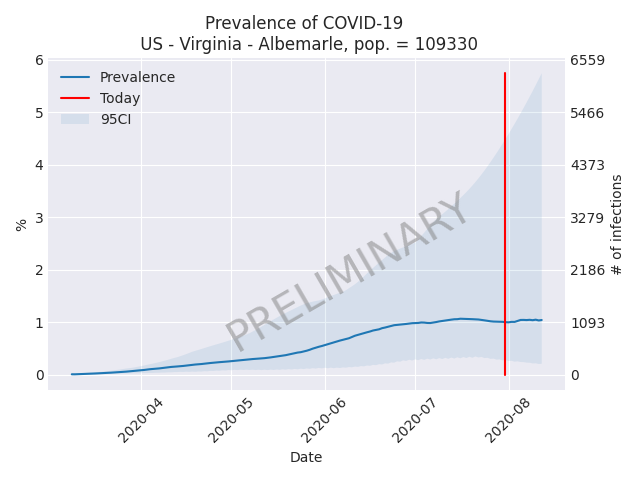 Prevalence of COVID-19
US - Virginia - Albemarle, pop. = 109330
Prevalence
Today
95CI
PRELIMINARY
%
6
5
4
3
2
1
0
6559
5466
4373
3279
2186
1093
0
# of infections
2020-04
2020-05
2020-06
2020-07
2020-08
Date